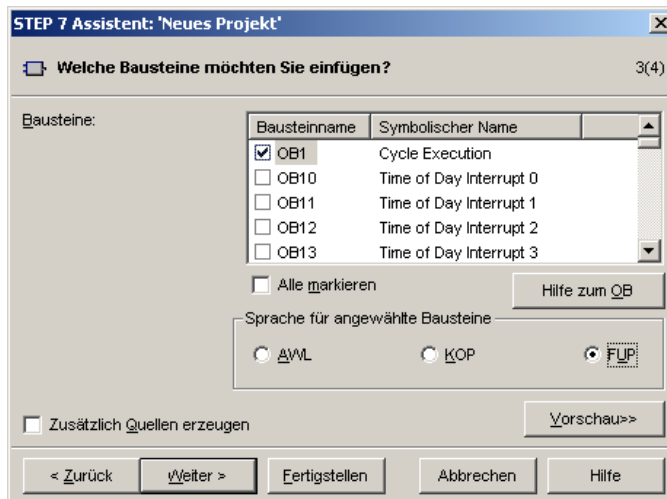 STEP 7 Assistent: 'Neues Projekt'
Welche Bausteine möchten Sie einfügen? 3(4)
Bausteine:
Bausteinname Symbolischer Name
OB1 Cycle Execution
OB10 Time of Day Interrupt 0
OB11 Time of Day Interrupt 1
OB12 Time of Day Interrupt 2
OB13 Time of Day Interrupt 3
Alle markieren
Hilfe zum OB
Sprache für angewählte Bausteine
AWL KOP FUP
Zusätzlich Quellen erzeugen
Vorschau>>
< Zurück Weiter > Fertigstellen Abbrechen Hilfe